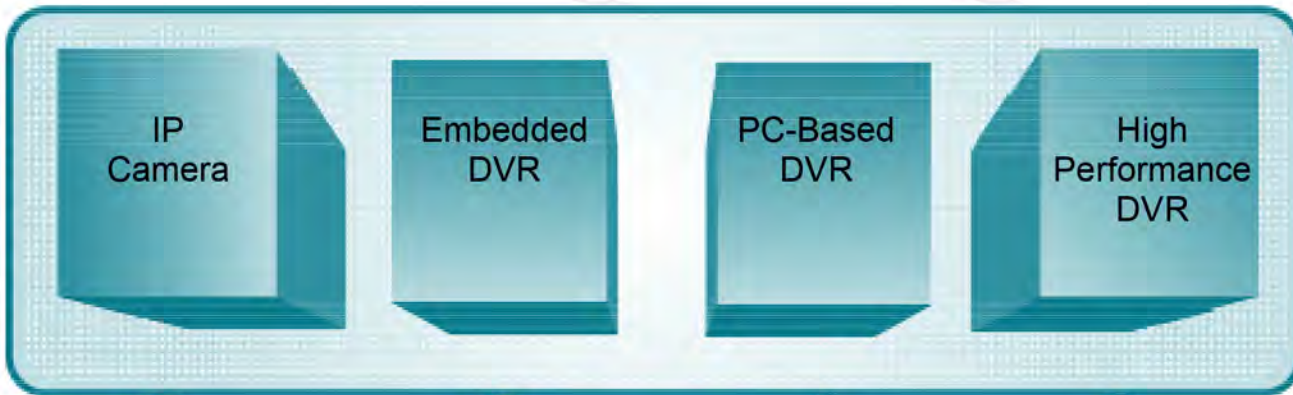 IP
Camera
Embedded
DVR
PC-Based
DVR
High
Performance
DVR